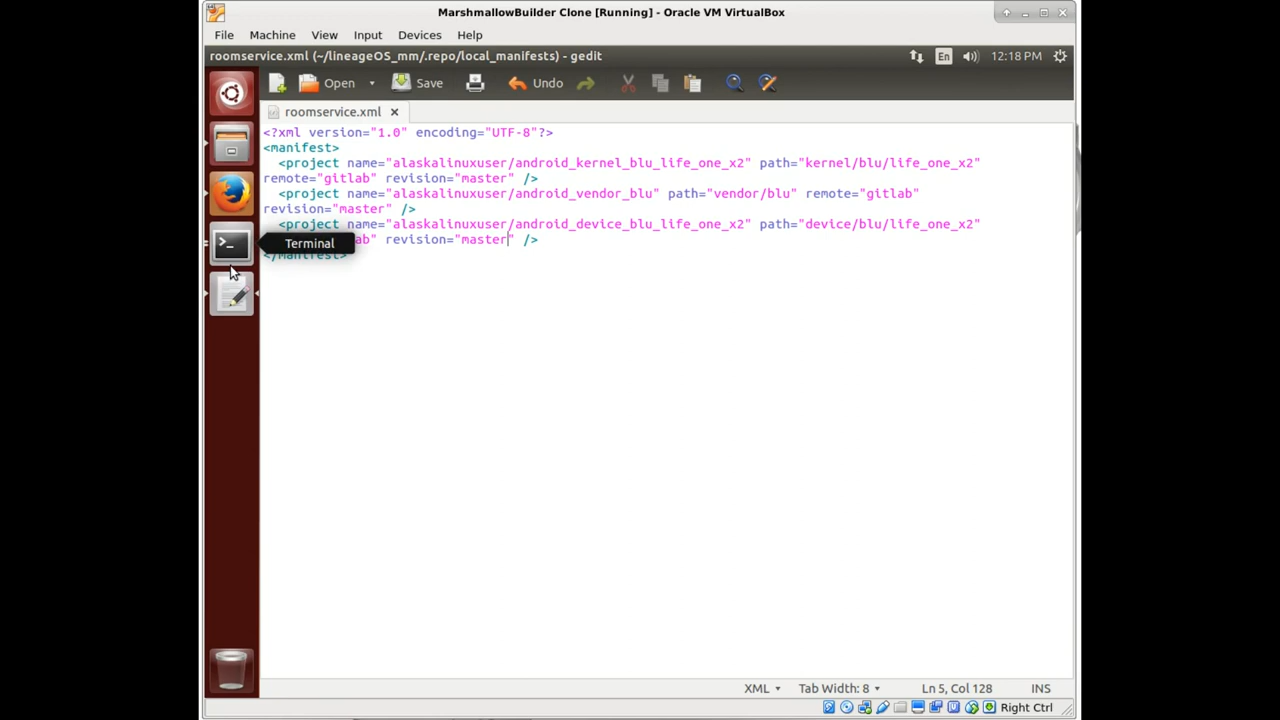 MarshmallowBuilder Clone [Running] - Oracle VM VirtualBox
File Machine View Input Devices Help
roomservice.xml (~/lineageOS_mm/.repo/local_manifests) - gedit
En 12:18 PM
Open Save Undo
roomservice.xml
<?xml version="1.0" encoding="UTF-8"?>
<manifest>
<project name="alaskalinuxuser/android_kernel_blu_life_one_x2" path="kernel/blu/life_one_x2"
remote="gitlab" revision="master" />
<project name="alaskalinuxuser/android_vendor_blu" path="vendor/blu" remote="gitlab"
revision="master" />
<project name="alaskalinuxuser/android_device_blu_life_one_x2" path="device/blu/life_one_x2"
Terminal
ab" revision="master" />
</manifest>
XML Tab Width: 8 Ln 5, Col 128 INS
Right Ctrl